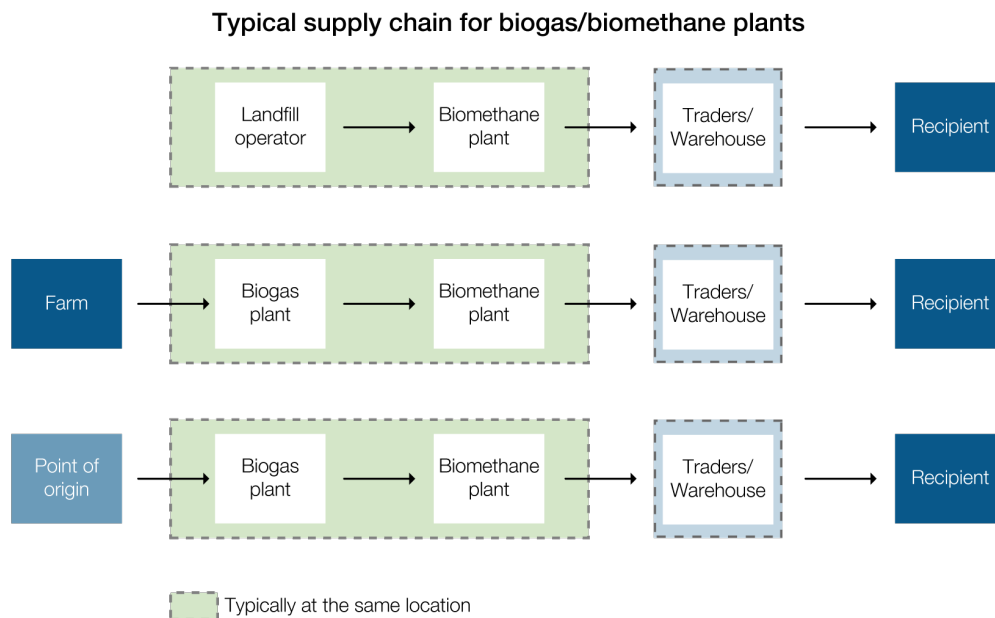 Typical supply chain for biogas/biomethane plants
Landfill
operator
Biomethane
plant
Traders/
Warehouse
Recipient
Farm
Biogas
plant
Biomethane
plant
Traders/
Warehouse
Recipient
Point of
origin
Biogas
plant
Biomethane
plant
Traders/
Warehouse
Recipient
Typically at the same location